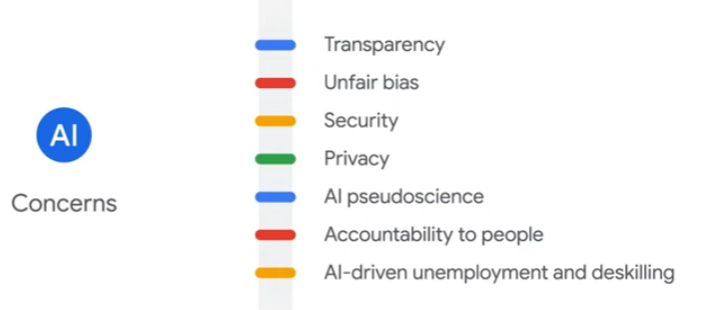 AI
Concerns
Transparency
Unfair bias
Security
Privacy
AI pseudoscience
Accountability to people
AI-driven unemployment and deskilling